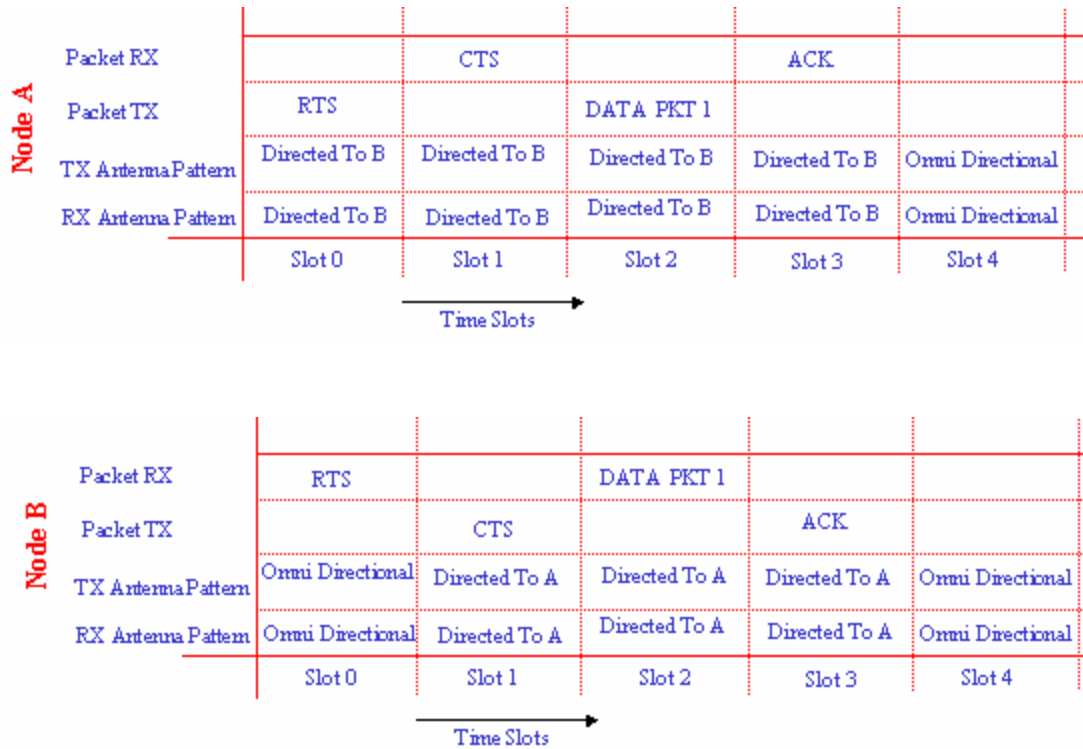 Node A
Packet RX CTS ACK
Packet TX RTS DATA PKT 1
TX Antenna Pattern Directed To B Directed To B Directed To B Directed To B Omni Directional
RX Antenna Pattern Directed To B Directed To B Directed To B Directed To B Omni Directional
Slot 0 Slot 1 Slot 2 Slot 3 Slot 4
Time Slots
Node B
Packet RX RTS DATA PKT 1
Packet TX CTS ACK
TX Antenna Pattern Omni Directional Directed To A Directed To A Directed To A Omni Directional
RX Antenna Pattern Omni Directional Directed To A Directed To A Directed To A Omni Directional
Slot 0 Slot 1 Slot 2 Slot 3 Slot 4
Time Slots